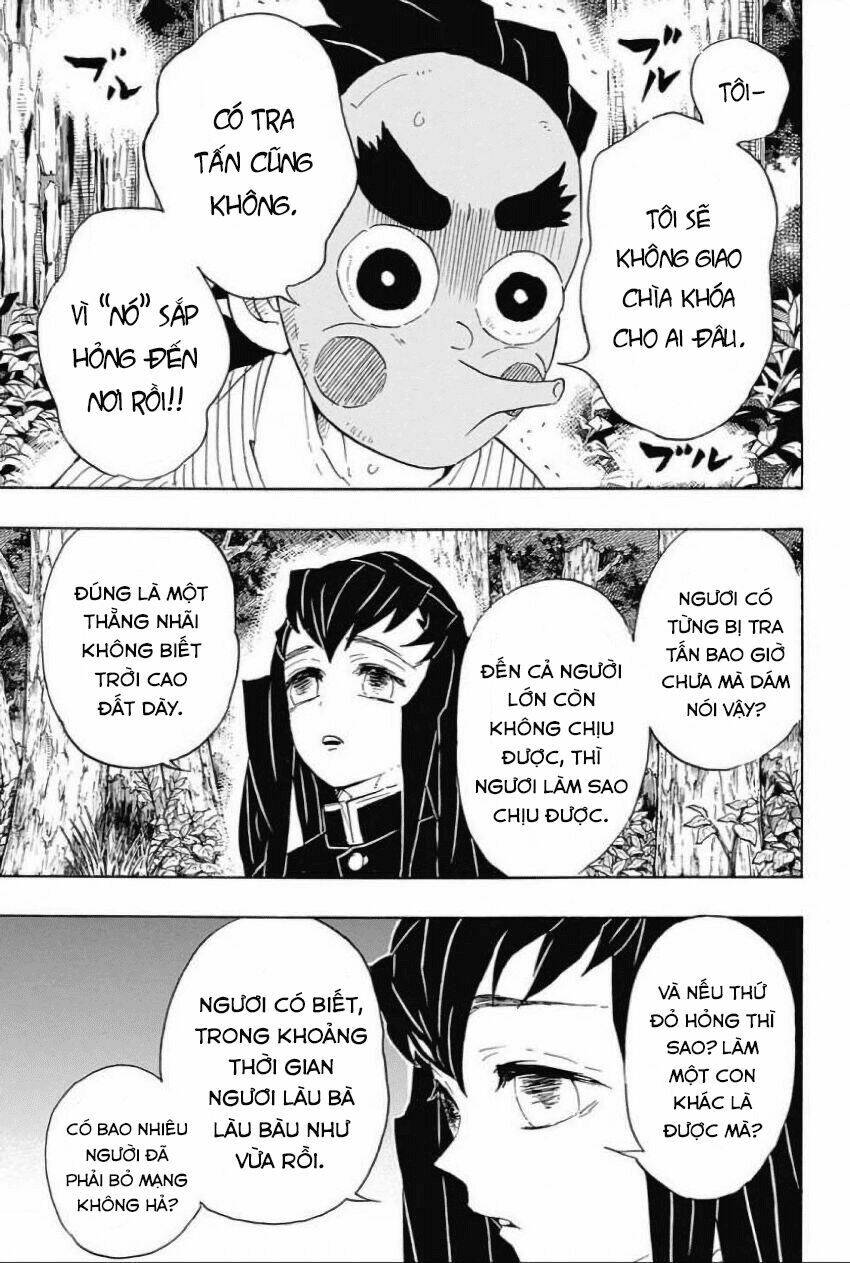 TÔI-
TÔI SẼ
KHÔNG GIAO
CHÌA KHÓA
CHO AI ĐÂU.
CÓ TRA
TẤN CŨNG
KHÔNG.
VÌ “NÓ” SẮP
HỎNG ĐẾN
NƠI RỒI!!
ブル
ブル
ブル
NGƯƠI CÓ
TỪNG BỊ TRA
TẤN BAO GIỜ
CHƯA MÀ DÁM
NÓI VẬY?
ĐẾN CẢ NGƯỜI
LỚN CÒN
KHÔNG CHỊU
ĐƯỢC, THÌ
NGƯƠI LÀM SAO
CHỊU ĐƯỢC.
ĐÚNG LÀ MỘT
THẰNG NHÃI
KHÔNG BIẾT
TRỜI CAO
ĐẤT DÀY.
VÀ NẾU THỨ
ĐỎ HỎNG THÌ
SAO? LÀM
MỘT CON
KHÁC LÀ
ĐƯỢC MÀ?
NGƯƠI CÓ BIẾT,
TRONG KHOẢNG
THỜI GIAN
NGƯƠI LÀU BÀ
LÀU BÀU NHƯ
VỪA RỒI.
CÓ BAO NHIÊU
NGƯỜI ĐÃ
PHẢI BỎ MẠNG
KHÔNG HẢ?